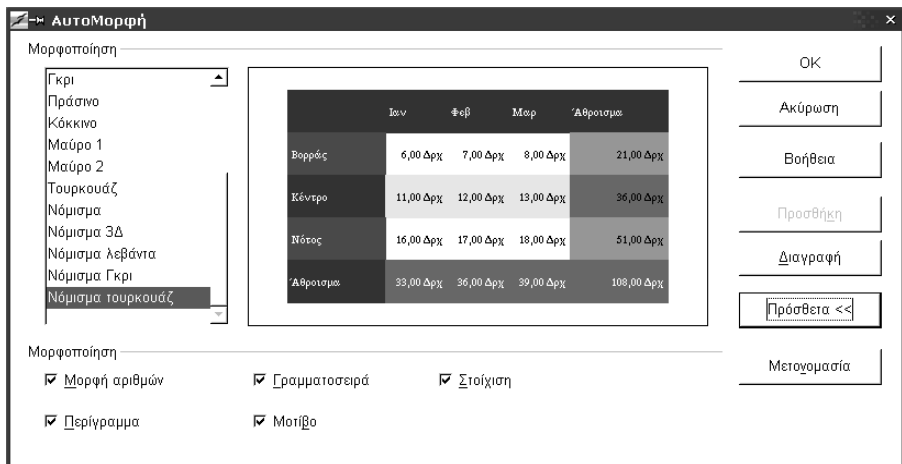 ΑυτοΜορφή
Μορφοποίηση
Γκρι
Πράσινο
Κόκκινο
Μαύρο 1
Μαύρο 2
Τουρκουάζ
Νόμισμα
Νόμισμα 3Δ
Νόμισμα λεβάντα
Νόμισμα Γκρι
Νόμισμα τουρκουάζ
Ιαν Φεβ Μαρ Άθροισμα
Βορράς 6,00 Δρχ 7,00 Δρχ 8,00 Δρχ 21,00 Δρχ
Κέντρο 11,00 Δρχ 12,00 Δρχ 13,00 Δρχ 36,00 Δρχ
Νότος 16,00 Δρχ 17,00 Δρχ 18,00 Δρχ 51,00 Δρχ
Άθροισμα 33,00 Δρχ 36,00 Δρχ 39,00 Δρχ 108,00 Δρχ
OK
Ακύρωση
Βοήθεια
Προσθήκη
Διαγραφή
Πρόσθετα <<
Μετονομασία
Μορφοποίηση
Μορφή αριθμών Γραμματοσειρά Στοίχιση
Περίγραμμα Μοτίβο